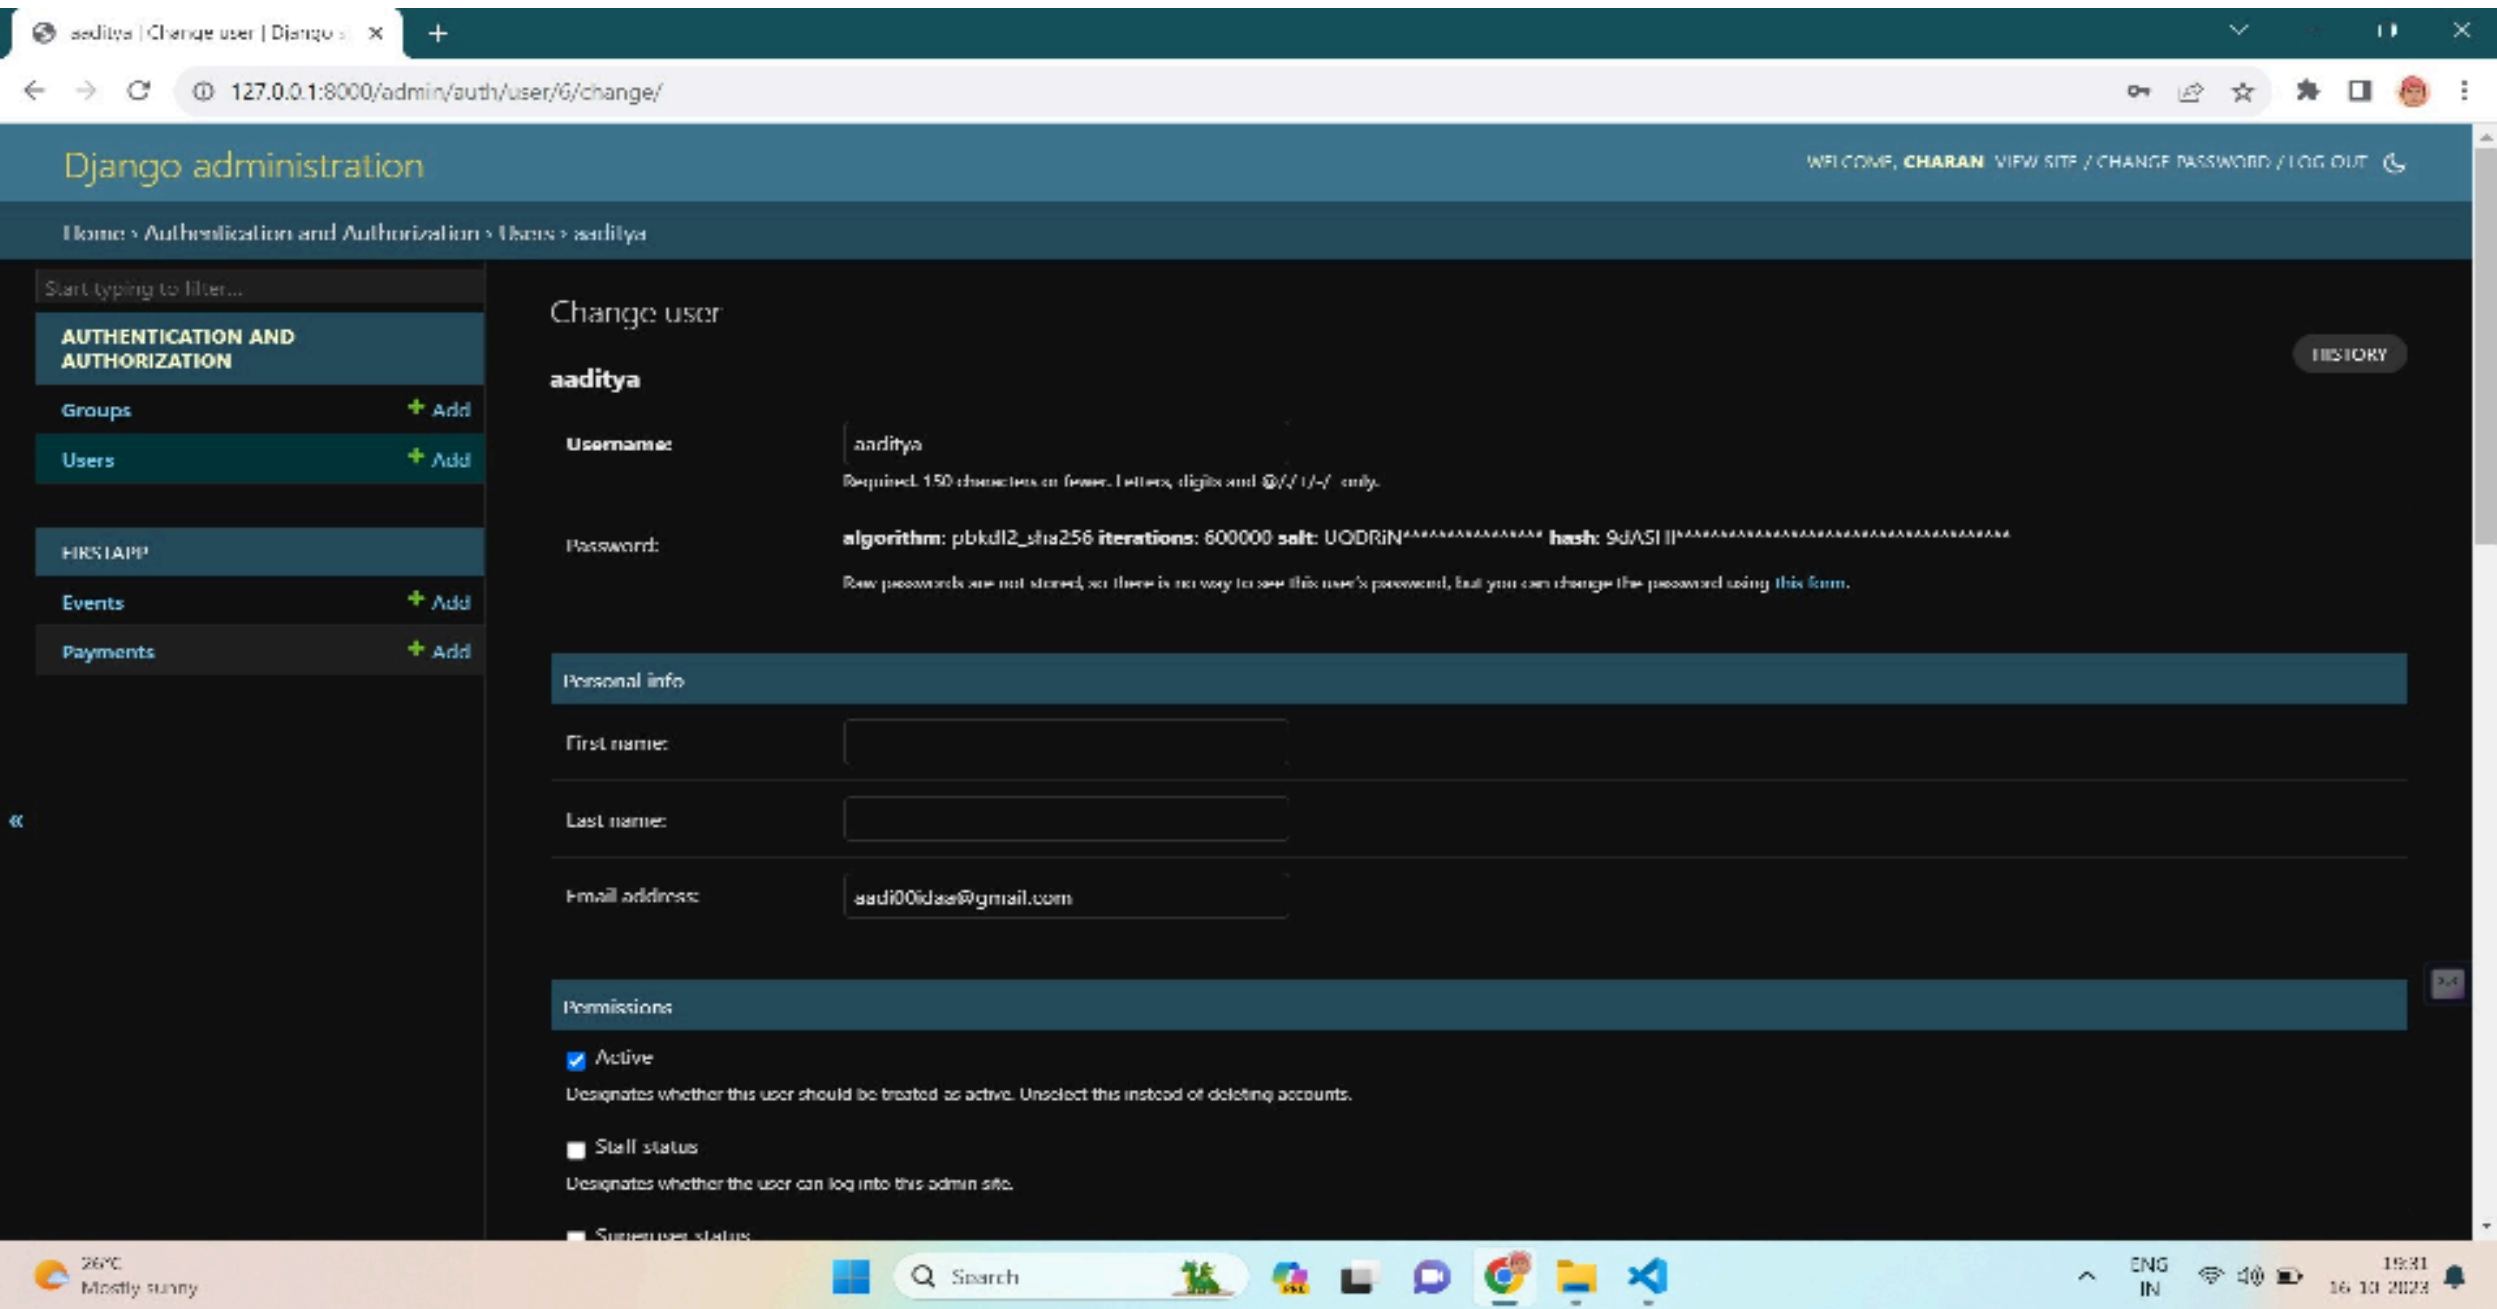 aaditya | Change user | Django s
127.0.0.1:8000/admin/auth/user/6/change/
Django administration
WELCOME, CHARAN VIEW SITE / CHANGE PASSWORD / LOG OUT
Home › Authentication and Authorization › Users › aaditya
Start typing to filter...
AUTHENTICATION AND
AUTHORIZATION
Groups + Add
Users + Add
FIRSTAPP
Events + Add
Payments + Add
Change user
HISTORY
aaditya
Username: aaditya
Required. 150 characters or fewer. Letters, digits and @/./+/-/ only.
Password: algorithm: pbkdf2_sha256 iterations: 600000 salt: UQDRiN**************** hash:
Raw passwords are not stored, so there is no way to see this user's password, but you can change the password using this form.
Personal info
First name:
Last name:
Email address: aadi00idaa@gmail.com
Permissions
Active
Designates whether this user should be treated as active. Unselect this instead of deleting accounts.
Staff status
Designates whether the user can log into this admin site.
Superuser status
26°C
Mostly sunny
Search
ENG
IN
19:31
16-10-2023